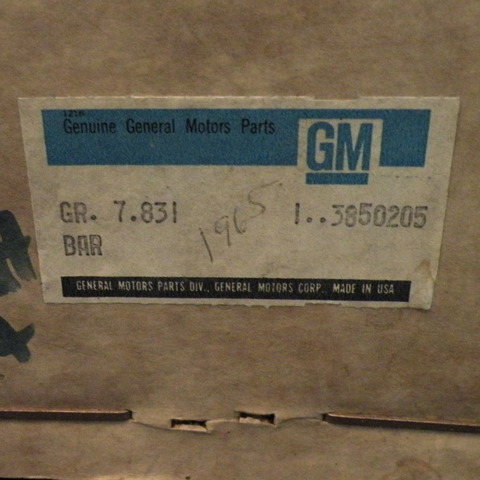 1216
Genuine General Motors Parts
GM
GR. 7.831 1..3850205
BAR
1965
GENERAL MOTORS PARTS DIV., GENERAL MOTORS CORP., MADE IN USA